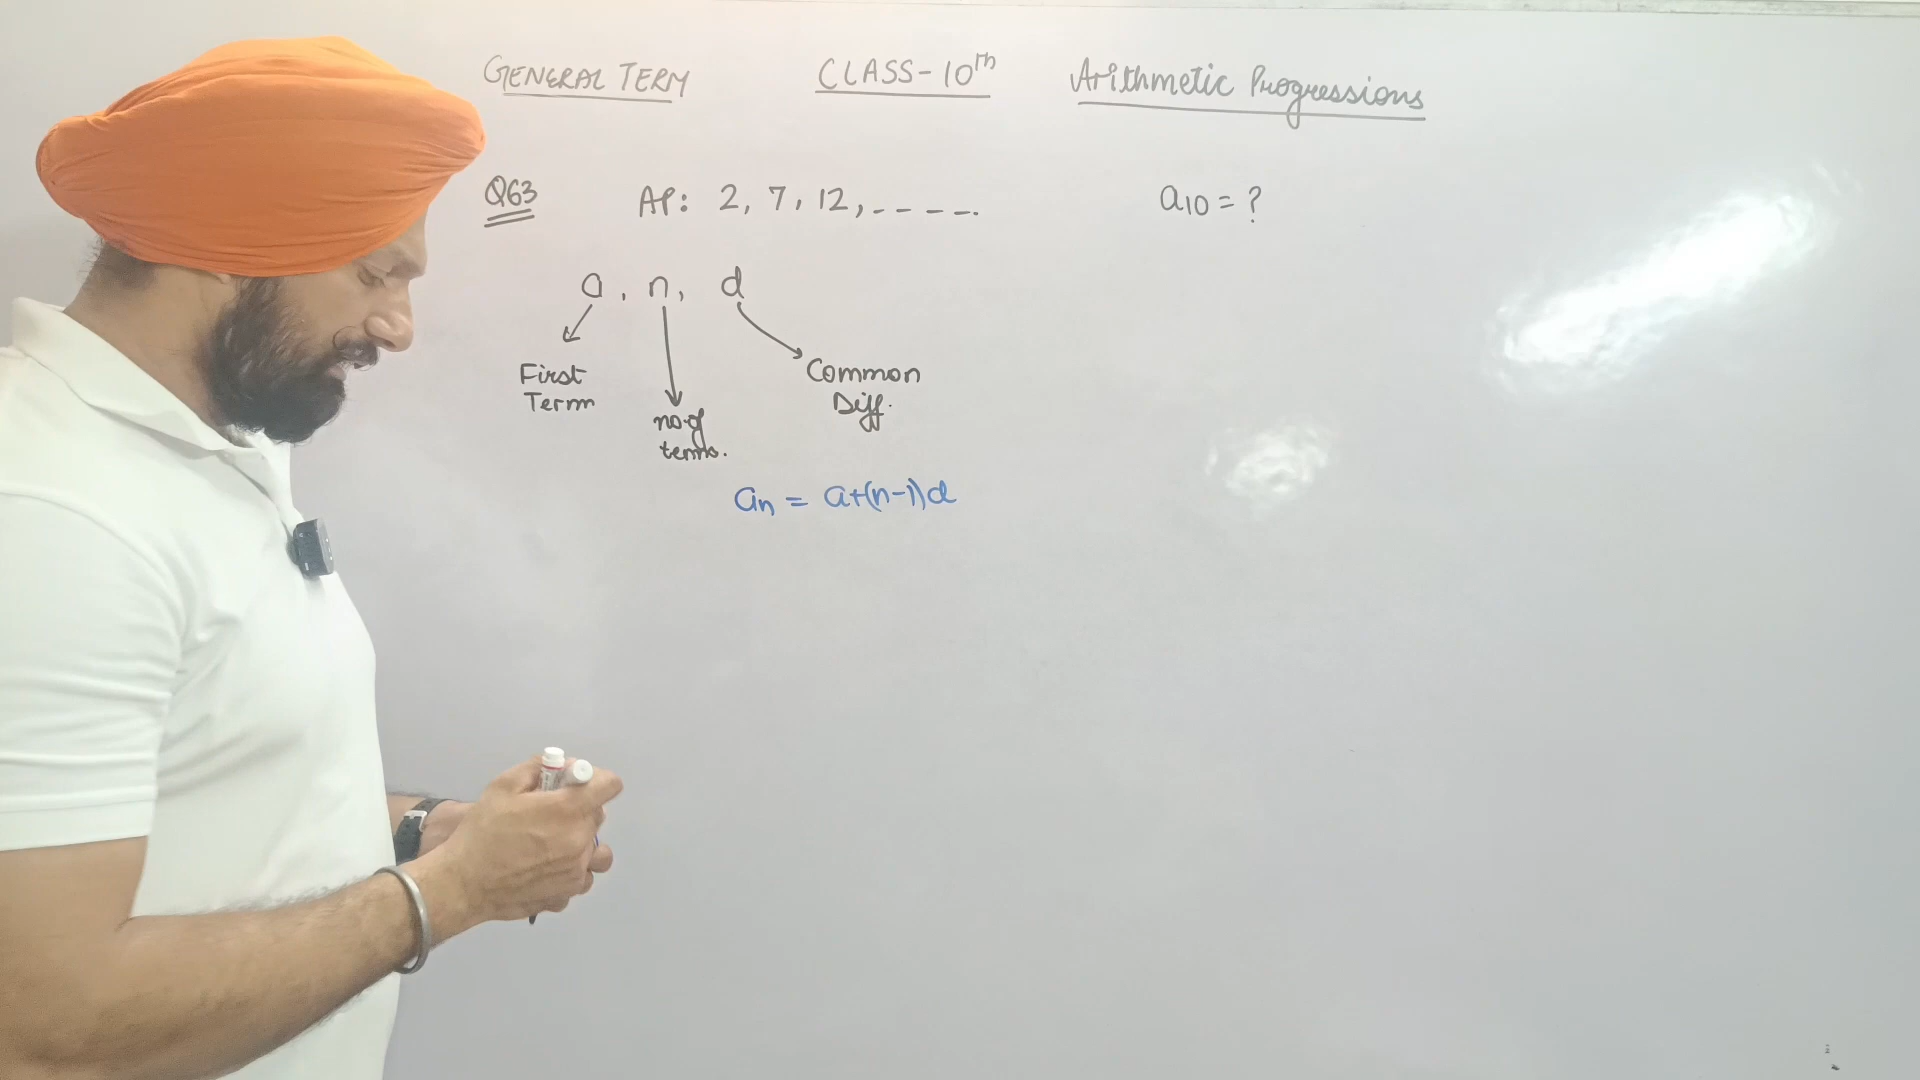 GENERAL TERM CLASS-10th Arithmetic Progressions
Q63 AP: 2, 7, 12, ----. a10 = ?
a, n, d
First Term
no. of terms.
Common Diff.
an = a+(n-1)d